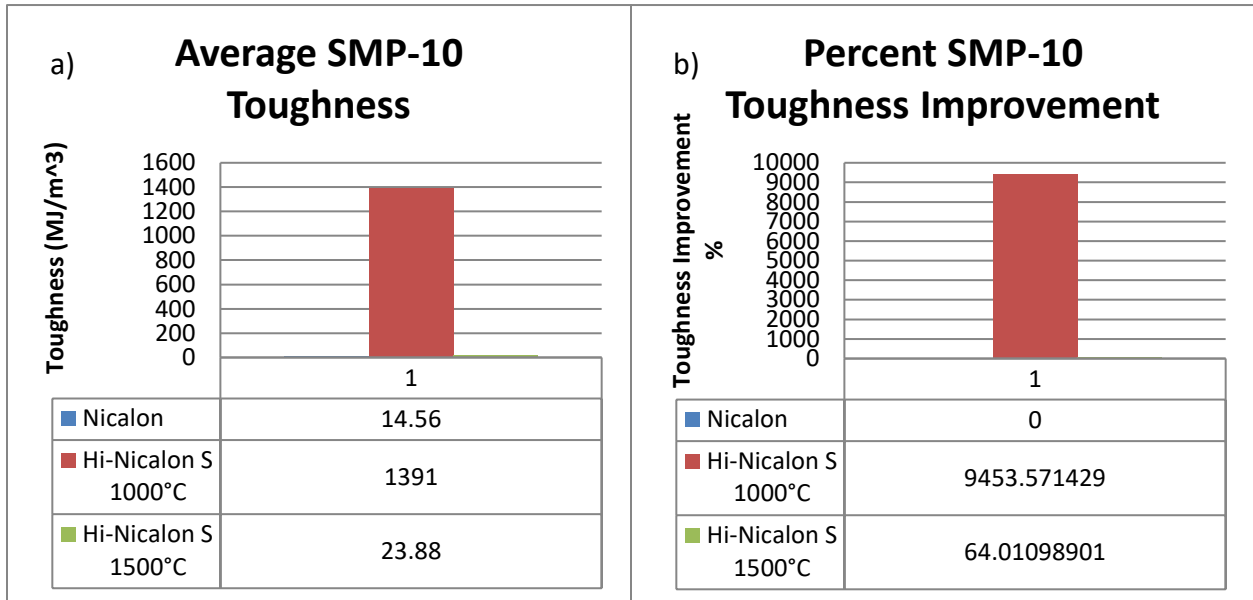 a)
Average SMP-10
Toughness
Toughness (MJ/m^3)
1600
1400
1200
1000
800
600
400
200
0
1
Nicalon 14.56
Hi-Nicalon S
1000°C
1391
Hi-Nicalon S
1500°C
23.88
b)
Percent SMP-10
Toughness Improvement
Toughness Improvement
%
10000
9000
8000
7000
6000
5000
4000
3000
2000
1000
0
1
Nicalon 0
Hi-Nicalon S
1000°C
9453.571429
Hi-Nicalon S
1500°C
64.01098901